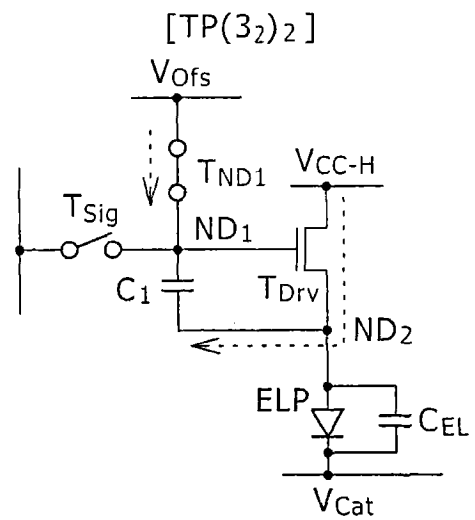 [TP(3₂)₂]
V_Ofs
V_CC-H
T_ND1
T_Sig
ND₁
C₁
T_Drv
ND₂
ELP
C_EL
V_Cat